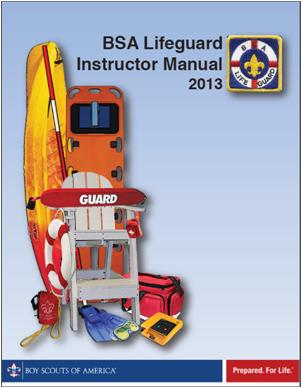 BSA Lifeguard
Instructor Manual
2013
B S A
LIFE GUARD
GUARD
BOY SCOUTS OF AMERICA®
Prepared. For Life.®